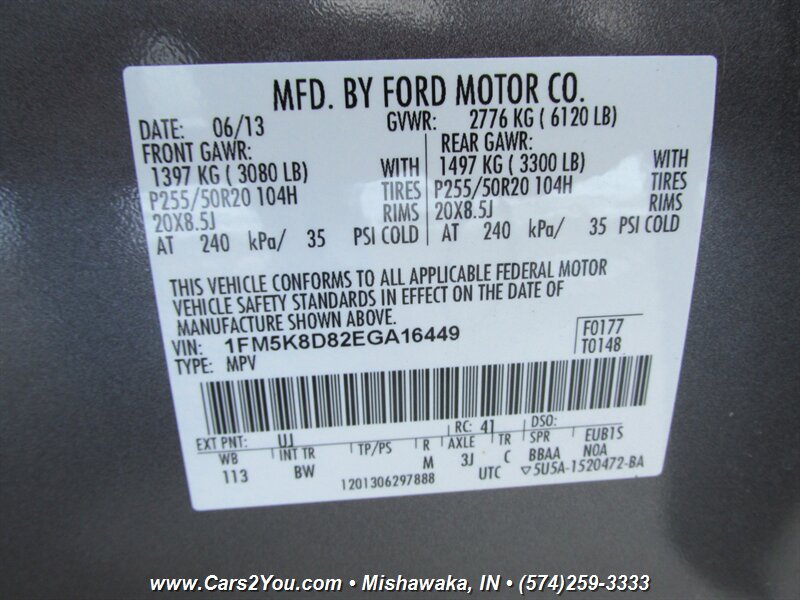 MFD. BY FORD MOTOR CO.
DATE: 06/13 GVWR: 2776 KG ( 6120 LB)
FRONT GAWR: REAR GAWR:
1397 KG ( 3080 LB) WITH 1497 KG ( 3300 LB) WITH
P255/50R20 104H TIRES P255/50R20 104H TIRES
20X8.5J RIMS 20X8.5J RIMS
AT 240 kPa/ 35 PSI COLD AT 240 kPa/ 35 PSI COLD
THIS VEHICLE CONFORMS TO ALL APPLICABLE FEDERAL MOTOR
VEHICLE SAFETY STANDARDS IN EFFECT ON THE DATE OF
MANUFACTURE SHOWN ABOVE.
VIN: 1FM5K8D82EGA16449 F0177
TYPE: MPV T0148
EXT PNT: UJ RC: 41 DSO:
WB INT TR TP/PS R AXLE TR SPR EUB1S
113 BW M 3J C BBAA NOA
1201306297888 UTC ▽5U5A-1520472-BA
www.Cars2You.com • Mishawaka, IN • (574)259-3333